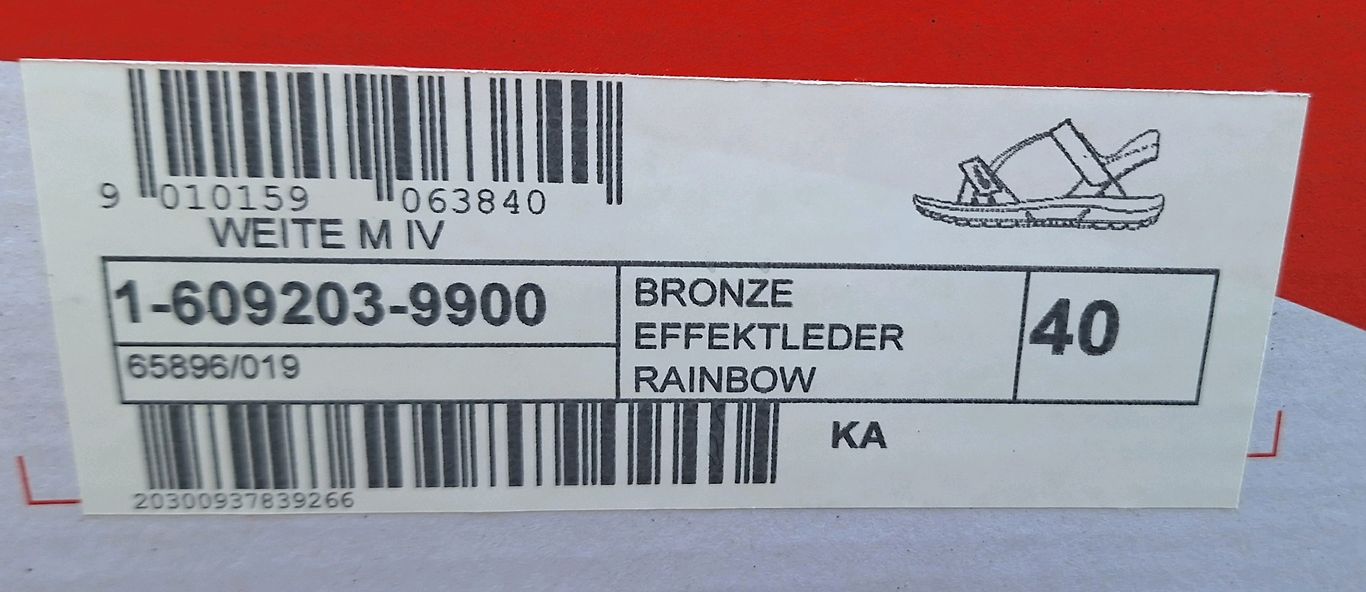 9 010159 063840
WEITE M IV
1-609203-9900
65896/019
BRONZE
EFFEKTLEDER
RAINBOW
40
KA
20300937839266